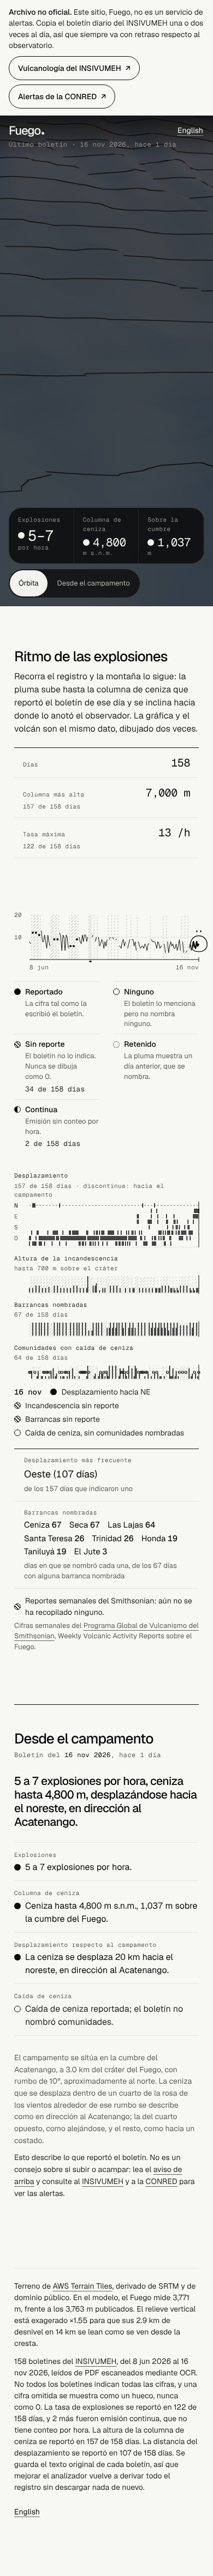 Archivo no oficial. Este sitio, Fuego, no es un servicio de
alertas. Copia el boletín diario del INSIVUMEH una o dos
veces al día, así que siempre va con retraso respecto al
observatorio.
Vulcanología del INSIVUMEH ↗
Alertas de la CONRED ↗
Fuego.
English
Último boletín · 16 nov 2026, hace 1 día
Explosiones
5–7
por hora
Columna de
ceniza
4,800
m s.n.m.
Sobre la
cumbre
1,037
m
Órbita
Desde el campamento
Ritmo de las explosiones
Recorra el registro y la montaña lo sigue: la
pluma sube hasta la columna de ceniza que
reportó el boletín de ese día y se inclina hacia
donde lo anotó el observador. La gráfica y el
volcán son el mismo dato, dibujado dos veces.
Días
158
Columna más alta
7,000 m
157 de 158 días
Tasa máxima
13 /h
122 de 158 días
20
10
8 jun
16 nov
Reportado
La cifra tal como la
escribió el boletín.
Ninguno
El boletín lo menciona
pero no nombra
ninguno.
Sin reporte
El boletín no lo indica.
Nunca se dibuja
como 0.
34 de 158 días
Retenido
La pluma muestra un
día anterior, que se
nombra.
Continua
Emisión sin conteo por
hora.
2 de 158 días
Desplazamiento
157 de 158 días · discontinua: hacia el
campamento
N
E
S
O
Altura de la incandescencia
hasta 700 m sobre el cráter
Barrancas nombradas
67 de 158 días
Comunidades con caída de ceniza
64 de 158 días
16 nov
Desplazamiento hacia NE
Incandescencia sin reporte
Barrancas sin reporte
Caída de ceniza, sin comunidades nombradas
Desplazamiento más frecuente
Oeste (107 días)
de los 157 días que indicaron uno
Barrancas nombradas
Ceniza 67 Seca 67 Las Lajas 64
Santa Teresa 26 Trinidad 26 Honda 19
Taniluyá 19 El Jute 3
días en que se nombró cada una, de los 67 días
con alguna barranca nombrada
Reportes semanales del Smithsonian: aún no se
ha recopilado ninguno.
Cifras semanales del Programa Global de Vulcanismo del
Smithsonian, Weekly Volcanic Activity Reports sobre el
Fuego.
Desde el campamento
Boletín del 16 nov 2026, hace 1 día
5 a 7 explosiones por hora, ceniza
hasta 4,800 m, desplazándose hacia
el noreste, en dirección al
Acatenango.
Explosiones
5 a 7 explosiones por hora.
Columna de ceniza
Ceniza hasta 4,800 m s.n.m., 1,037 m sobre
la cumbre del Fuego.
Desplazamiento respecto al campamento
La ceniza se desplaza 20 km hacia el
noreste, en dirección al Acatenango.
Caída de ceniza
Caída de ceniza reportada; el boletín no
nombró comunidades.
El campamento se sitúa en la cumbre del
Acatenango, a 3.0 km del cráter del Fuego, con
rumbo de 10°, aproximadamente al norte. La ceniza
que se desplaza dentro de un cuarto de la rosa de
los vientos alrededor de ese rumbo se describe
como en dirección al Acatenango; la del cuarto
opuesto, como alejándose, y el resto, como hacia un
costado.
Esto describe lo que reportó el boletín. No es un
consejo sobre si subir o acampar: lea el aviso de
arriba y consulte al INSIVUMEH y a la CONRED para
ver las alertas.
Terreno de AWS Terrain Tiles, derivado de SRTM y de
dominio público. En el modelo, el Fuego mide 3,771
m, frente a los 3,763 m publicados. El relieve vertical
está exagerado ×1.55 para que sus 2.9 km de
desnivel en 14 km se lean como se ven desde la
cresta.
158 boletines del INSIVUMEH, del 8 jun 2026 al 16
nov 2026, leídos de PDF escaneados mediante OCR.
No todos los boletines indican todas las cifras, y una
cifra omitida se muestra como un hueco, nunca
como 0. La tasa de explosiones se reportó en 122 de
158 días, y 2 más fueron emisión continua, que no
tiene conteo por hora. La altura de la columna de
ceniza se reportó en 157 de 158 días. La distancia del
desplazamiento se reportó en 107 de 158 días. Se
guarda el texto original de cada boletín, así que
mejorar el analizador vuelve a derivar todo el
registro sin descargar nada de nuevo.
English